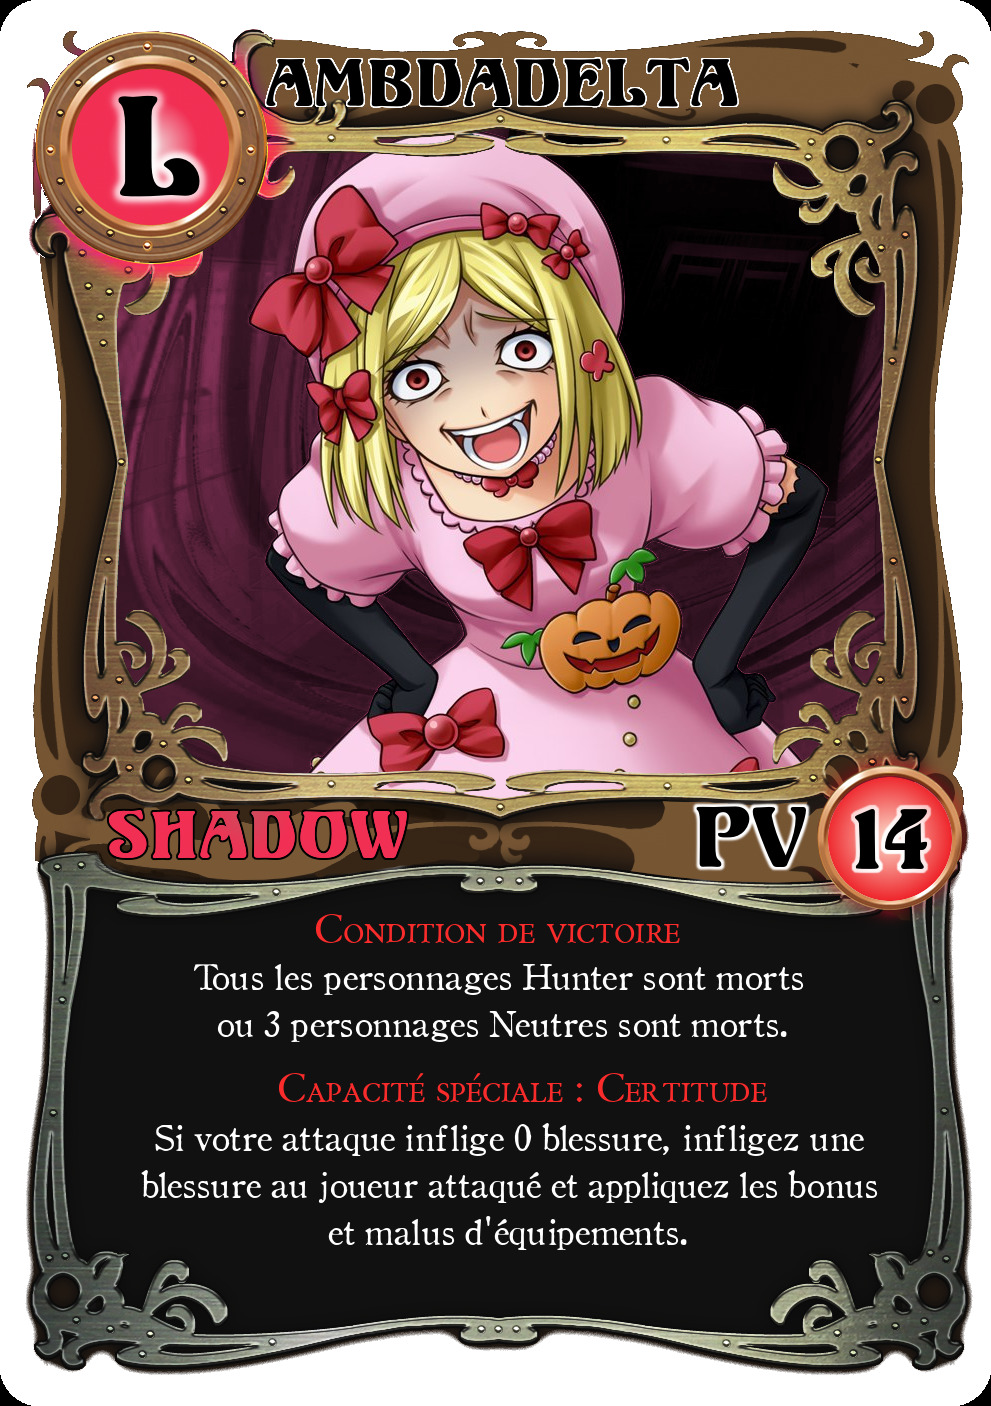 LAMBDADELTA
SHADOW PV 14
Condition de victoire
Tous les personnages Hunter sont morts
ou 3 personnages Neutres sont morts.
Capacité spéciale : Certitude
Si votre attaque inflige 0 blessure, infligez une
blessure au joueur attaqué et appliquez les bonus
et malus d'équipements.